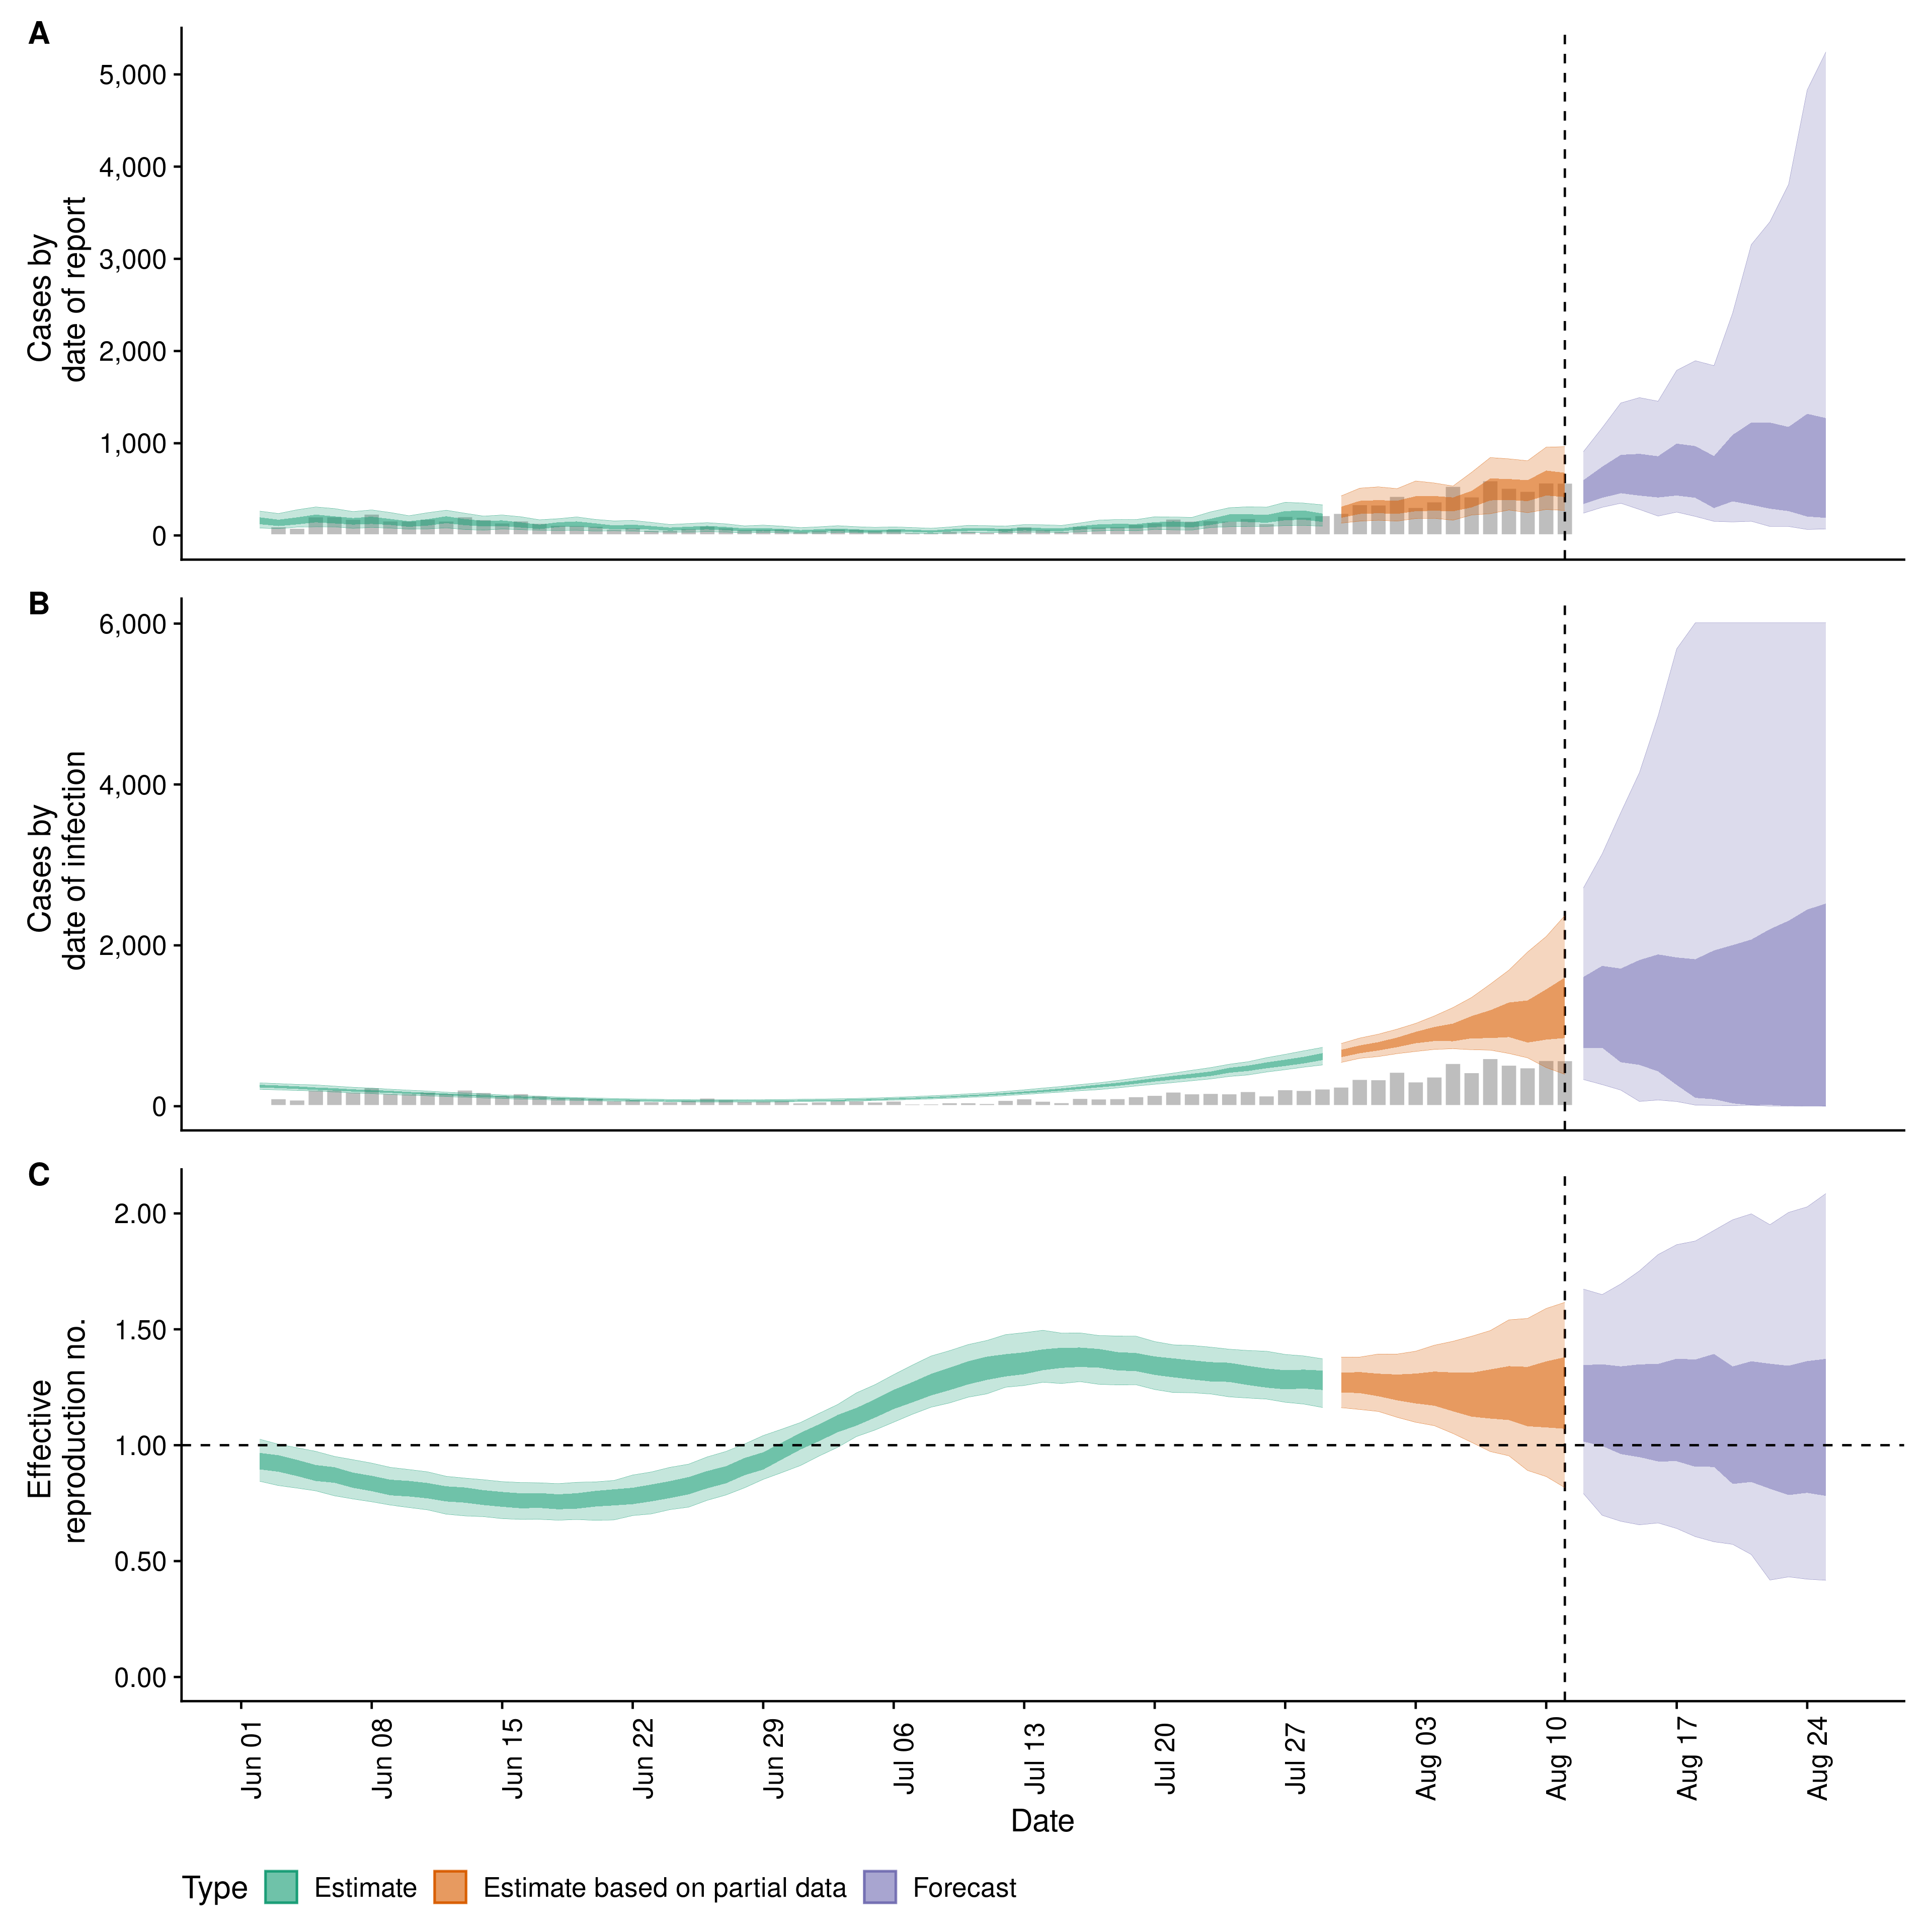 A
5,000
4,000
3,000
2,000
1,000
0
Cases by
date of report
B
6,000
4,000
2,000
0
Cases by
date of infection
C
2.00
1.50
1.00
0.50
0.00
Effective
reproduction no.
Jun 01
Jun 08
Jun 15
Jun 22
Jun 29
Jul 06
Jul 13
Jul 20
Jul 27
Aug 03
Aug 10
Aug 17
Aug 24
Date
Type Estimate Estimate based on partial data Forecast